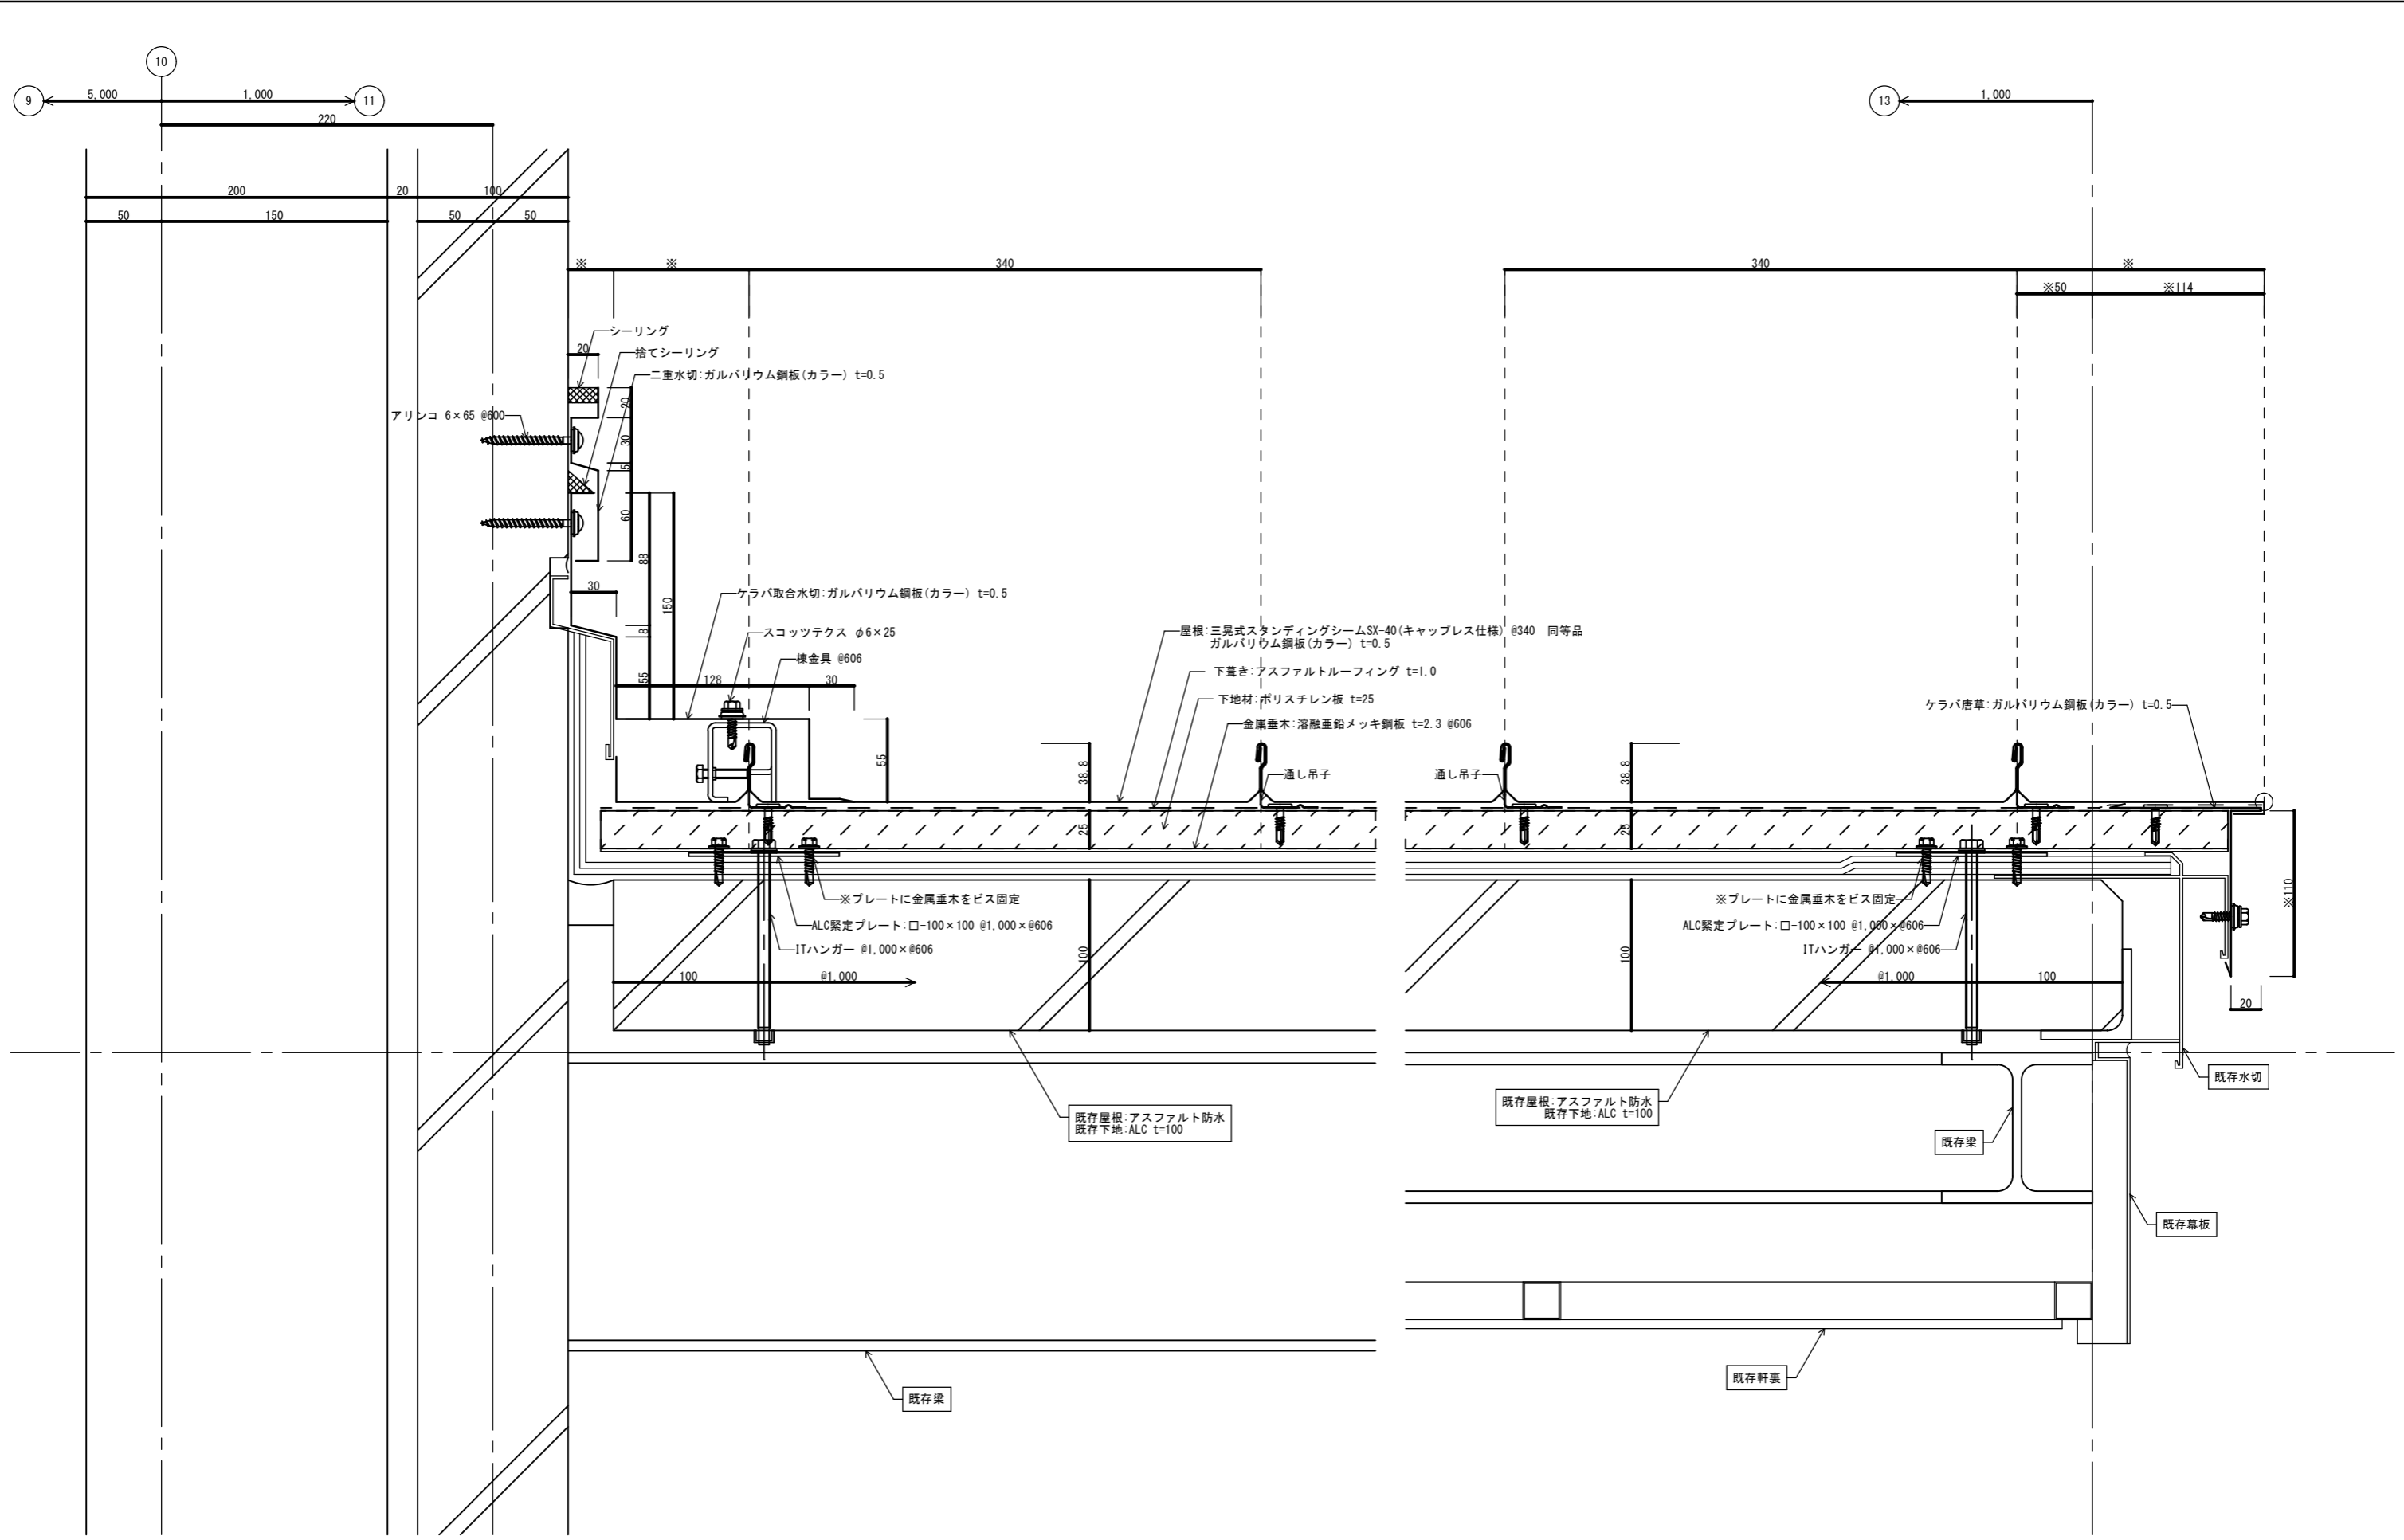 10
9
5,000
1,000
11
13
1,000
220
200
20
100
50
150
50
50
※
※
340
340
※
※50
※114
シーリング
20
捨てシーリング
二重水切:ガルバリウム鋼板(カラー) t=0.5
アリンコ 6×65 @600
20
30
5
60
88
150
30
8
55
ケラバ取合水切:ガルバリウム鋼板(カラー) t=0.5
スコッツテクス φ6×25
棟金具 @606
128
30
55
屋根:三晃式スタンディングシームSX-40(キャップレス仕様) @340 同等品
ガルバリウム鋼板(カラー) t=0.5
下葺き:アスファルトルーフィング t=1.0
下地材:ポリスチレン板 t=25
金属垂木:溶融亜鉛メッキ鋼板 t=2.3 @606
ケラバ唐草:ガルバリウム鋼板(カラー) t=0.5
38.8
通し吊子
通し吊子
38.8
25
25
※プレートに金属垂木をビス固定
ALC緊定プレート:□-100×100 @1,000×@606
ITハンガー @1,000×@606
※プレートに金属垂木をビス固定
ALC緊定プレート:□-100×100 @1,000×@606
ITハンガー @1,000×@606
※110
100
@1,000
100
100
@1,000
100
20
既存水切
既存屋根:アスファルト防水
既存下地:ALC t=100
既存屋根:アスファルト防水
既存下地:ALC t=100
既存梁
既存幕板
既存軒裏
既存梁